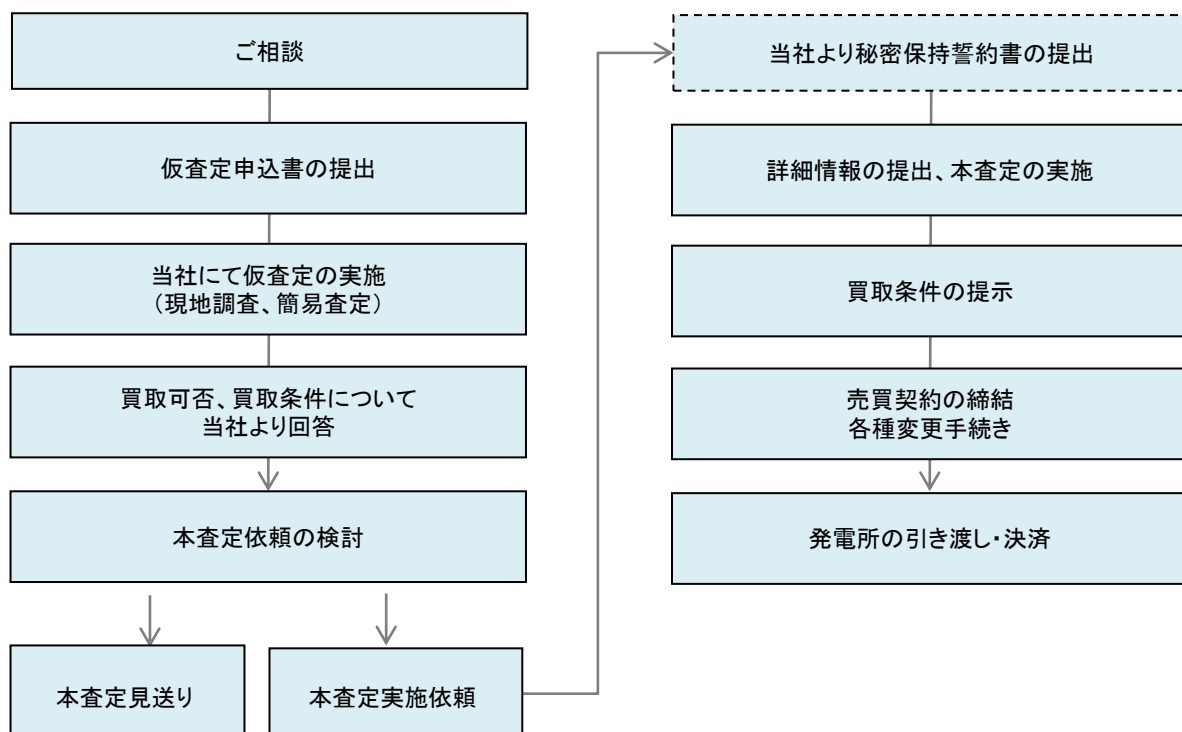 ご相談
仮査定申込書の提出
当社にて仮査定の実施
（現地調査、簡易査定）
買取可否、買取条件について
当社より回答
本査定依頼の検討
本査定見送り
本査定実施依頼
当社より秘密保持誓約書の提出
詳細情報の提出、本査定の実施
買取条件の提示
売買契約の締結
各種変更手続き
発電所の引き渡し・決済